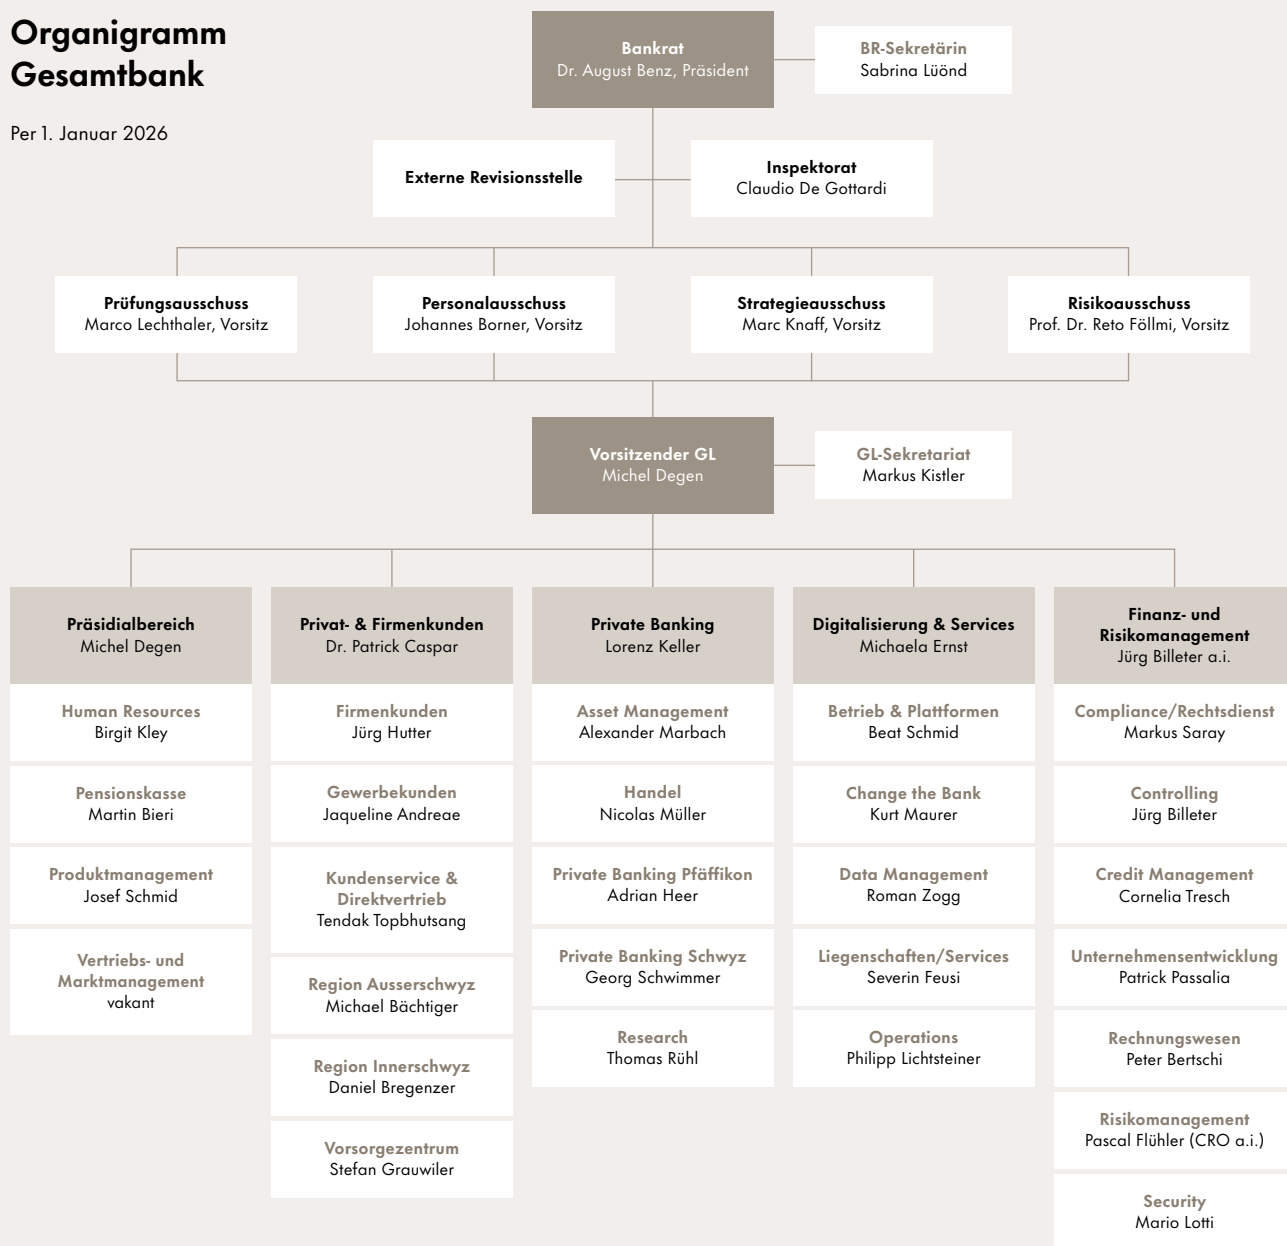 Organigramm
Gesamtbank
Per 1. Januar 2026
Bankrat
Dr. August Benz, Präsident
BR-Sekretärin
Sabrina Lüönd
Externe Revisionsstelle
Inspektorat
Claudio De Gottardi
Prüfungsausschuss
Marco Lechthaler, Vorsitz
Personalausschuss
Johannes Borner, Vorsitz
Strategieausschuss
Marc Knaff, Vorsitz
Risikoausschuss
Prof. Dr. Reto Föllmi, Vorsitz
Vorsitzender GL
Michel Degen
GL-Sekretariat
Markus Kistler
Präsidialbereich
Michel Degen
Human Resources
Birgit Kley
Pensionskasse
Martin Bieri
Produktmanagement
Josef Schmid
Vertriebs- und
Marktmanagement
vakant
Privat- & Firmenkunden
Dr. Patrick Caspar
Firmenkunden
Jürg Hutter
Gewerbekunden
Jaqueline Andreae
Kundenservice &
Direktvertrieb
Tendak Topbhutsang
Region Ausserschwyz
Michael Bächtiger
Region Innerschwyz
Daniel Bregenzer
Vorsorgezentrum
Stefan Grauwiler
Private Banking
Lorenz Keller
Asset Management
Alexander Marbach
Handel
Nicolas Müller
Private Banking Pfäffikon
Adrian Heer
Private Banking Schwyz
Georg Schwimmer
Research
Thomas Rühl
Digitalisierung & Services
Michaela Ernst
Betrieb & Plattformen
Beat Schmid
Change the Bank
Kurt Maurer
Data Management
Roman Zogg
Liegenschaften/Services
Severin Feusi
Operations
Philipp Lichtsteiner
Finanz- und
Risikomanagement
Jürg Billeter a.i.
Compliance/Rechtsdienst
Markus Saray
Controlling
Jürg Billeter
Credit Management
Cornelia Tresch
Unternehmensentwicklung
Patrick Passalia
Rechnungswesen
Peter Bertschi
Risikomanagement
Pascal Flühler (CRO a.i.)
Security
Mario Lotti